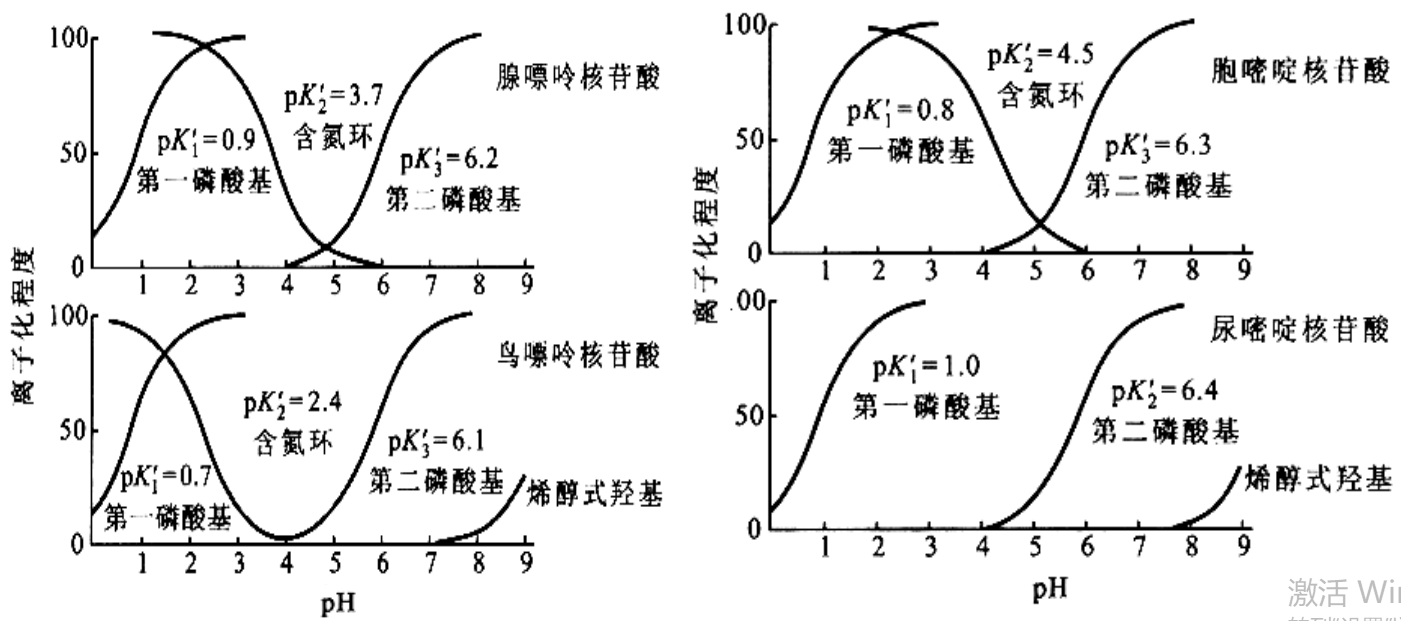 100
50
0
1 2 3 4 5 6 7 8 9
pK′₁=0.9
第一磷酸基
pK′₂=3.7
含氮环
pK′₃=6.2
第二磷酸基
腺嘌呤核苷酸
离子化程度
100
50
0
1 2 3 4 5 6 7 8 9
pK′₁=0.7
第一磷酸基
pK′₂=2.4
含氮环
pK′₃=6.1
第二磷酸基
烯醇式羟基
鸟嘌呤核苷酸
pH
100
50
0
1 2 3 4 5 6 7 8 9
pK′₁=0.8
第一磷酸基
pK′₂=4.5
含氮环
pK′₃=6.3
第二磷酸基
胞嘧啶核苷酸
离子化程度
00
50
0
1 2 3 4 5 6 7 8 9
pK′₁=1.0
第一磷酸基
pK′₂=6.4
第二磷酸基
烯醇式羟基
尿嘧啶核苷酸
pH
激活 Wi